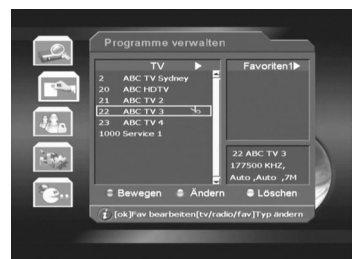 Programme verwalten
TV
Favoriten1
2 ABC TV Sydney
20 ABC HDTV
21 ABC TV 2
22 ABC TV 3
23 ABC TV 4
1000 Service 1
22 ABC TV 3
177500 KHZ,
Auto ,Auto ,7M
Bewegen Ändern Löschen
[ok]Fav bearbeiten[tv/radio/fav]Typ ändern